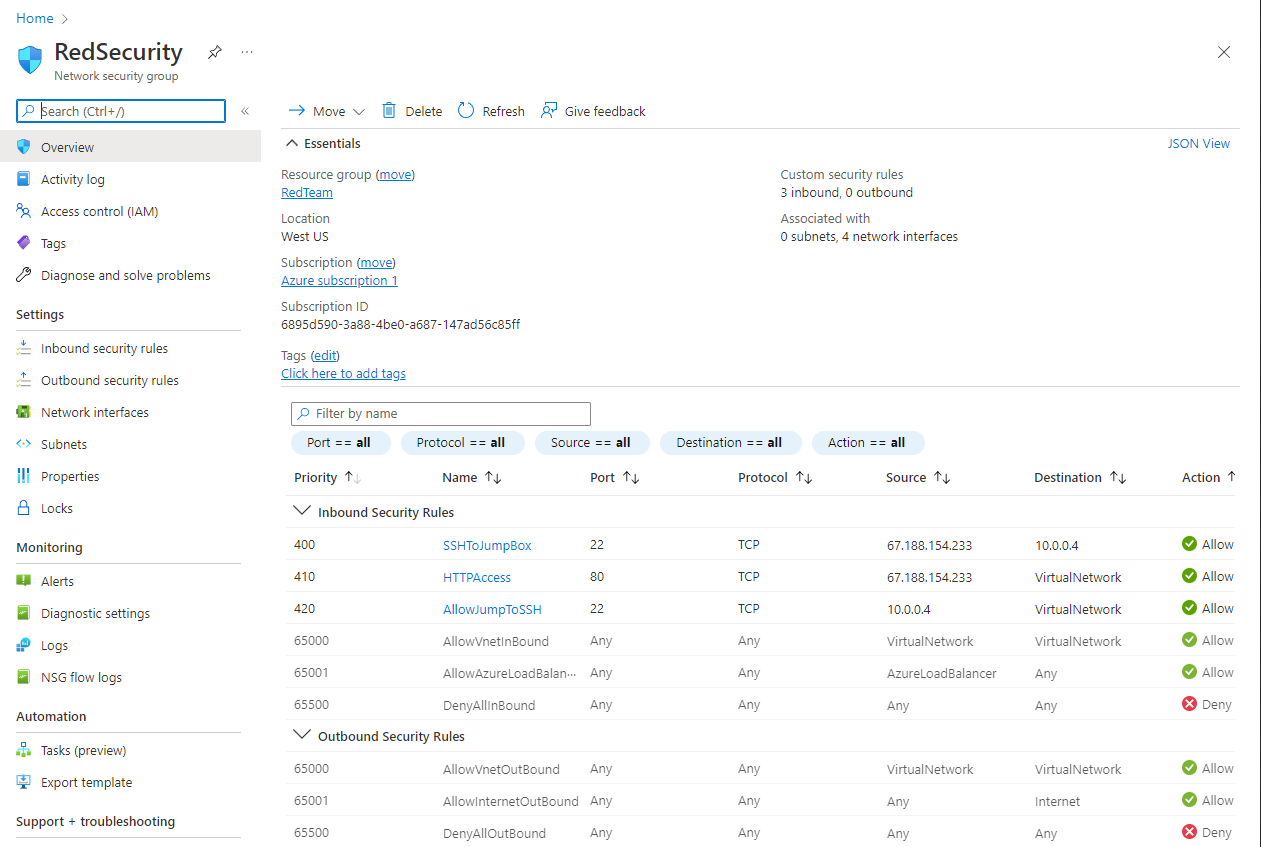 Home
RedSecurity
Network security group
Search (Ctrl+/)
Overview
Activity log
Access control (IAM)
Tags
Diagnose and solve problems
Settings
Inbound security rules
Outbound security rules
Network interfaces
Subnets
Properties
Locks
Monitoring
Alerts
Diagnostic settings
Logs
NSG flow logs
Automation
Tasks (preview)
Export template
Support + troubleshooting
Move Delete Refresh Give feedback
Essentials JSON View
Resource group (move)
RedTeam
Location
West US
Subscription (move)
Azure subscription 1
Subscription ID
6895d590-3a88-4be0-a687-147ad56c85ff
Tags (edit)
Click here to add tags
Custom security rules
3 inbound, 0 outbound
Associated with
0 subnets, 4 network interfaces
Filter by name
Port == all Protocol == all Source == all Destination == all Action == all
Priority Name Port Protocol Source Destination Action
Inbound Security Rules
400 SSHToJumpBox 22 TCP 67.188.154.233 10.0.0.4 Allow
410 HTTPAccess 80 TCP 67.188.154.233 VirtualNetwork Allow
420 AllowJumpToSSH 22 TCP 10.0.0.4 VirtualNetwork Allow
65000 AllowVnetInBound Any Any VirtualNetwork VirtualNetwork Allow
65001 AllowAzureLoadBalan··· Any Any AzureLoadBalancer Any Allow
65500 DenyAllInBound Any Any Any Any Deny
Outbound Security Rules
65000 AllowVnetOutBound Any Any VirtualNetwork VirtualNetwork Allow
65001 AllowInternetOutBound Any Any Any Internet Allow
65500 DenyAllOutBound Any Any Any Any Deny